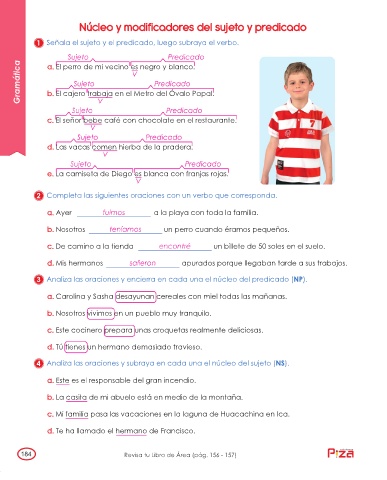 Núcleo y modificadores del sujeto y predicado
1 Señala el sujeto y el predicado, luego subraya el verbo.
Sujeto Predicado
a. El perro de mi vecino es negro y blanco.
V
Sujeto Predicado
b. El cajero trabaja en el Metro del Óvalo Papal.
V
Sujeto Predicado
c. El señor bebe café con chocolate en el restaurante.
V
Sujeto Predicado
d. Las vacas comen hierba de la pradera.
V
Sujeto Predicado
e. La camiseta de Diego es blanca con franjas rojas.
V
Gramática
2 Completa las siguientes oraciones con un verbo que corresponda.
a. Ayer fuimos a la playa con toda la familia.
b. Nosotros teníamos un perro cuando éramos pequeños.
c. De camino a la tienda encontré un billete de 50 soles en el suelo.
d. Mis hermanos salieron apurados porque llegaban tarde a sus trabajos.
3 Analiza las oraciones y encierra en cada una el núcleo del predicado (NP).
a. Carolina y Sasha desayunan cereales con miel todas las mañanas.
b. Nosotros vivimos en un pueblo muy tranquilo.
c. Este cocinero prepara unas croquetas realmente deliciosas.
d. Tú tienes un hermano demasiado travieso.
4 Analiza las oraciones y subraya en cada una el núcleo del sujeto (NS).
a. Este es el responsable del gran incendio.
b. La casita de mi abuelo está en medio de la montaña.
c. Mi familia pasa las vacaciones en la laguna de Huacachina en Ica.
d. Te ha llamado el hermano de Francisco.
184 Revisa tu Libro de Área (pág. 156 - 157)